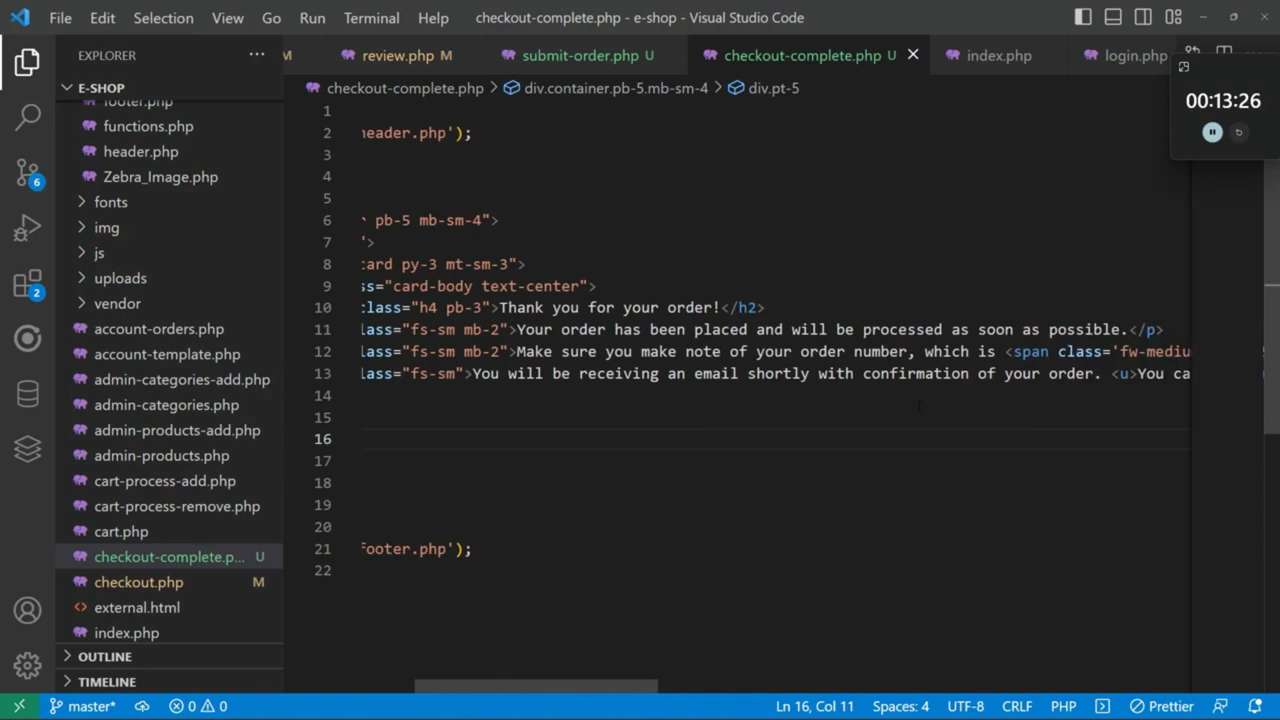 File Edit Selection View Go Run Terminal Help checkout-complete.php - e-shop - Visual Studio Code
EXPLORER
M review.php M submit-order.php U checkout-complete.php U index.php login.php
E-SHOP
checkout-complete.php > div.container.pb-5.mb-sm-4 > div.pt-5
00:13:26
footer.php
functions.php
header.php
Zebra_Image.php
fonts
img
js
uploads
vendor
account-orders.php
account-template.php
admin-categories-add.php
admin-categories.php
admin-products-add.php
admin-products.php
cart-process-add.php
cart-process-remove.php
cart.php
checkout-complete.p... U
checkout.php M
external.html
index.php
OUTLINE
TIMELINE
6
2
1
2 header.php');
3
4
5
6 r pb-5 mb-sm-4">
7 ">
8 card py-3 mt-sm-3">
9 ss="card-body text-center">
10 class="h4 pb-3">Thank you for your order!</h2>
11 class="fs-sm mb-2">Your order has been placed and will be processed as soon as possible.</p>
12 class="fs-sm mb-2">Make sure you make note of your order number, which is <span class='fw-mediu
13 class="fs-sm">You will be receiving an email shortly with confirmation of your order. <u>You ca
14
15
16
17
18
19
20
21 footer.php');
22
master* 0 0 Ln 16, Col 11 Spaces: 4 UTF-8 CRLF PHP Prettier